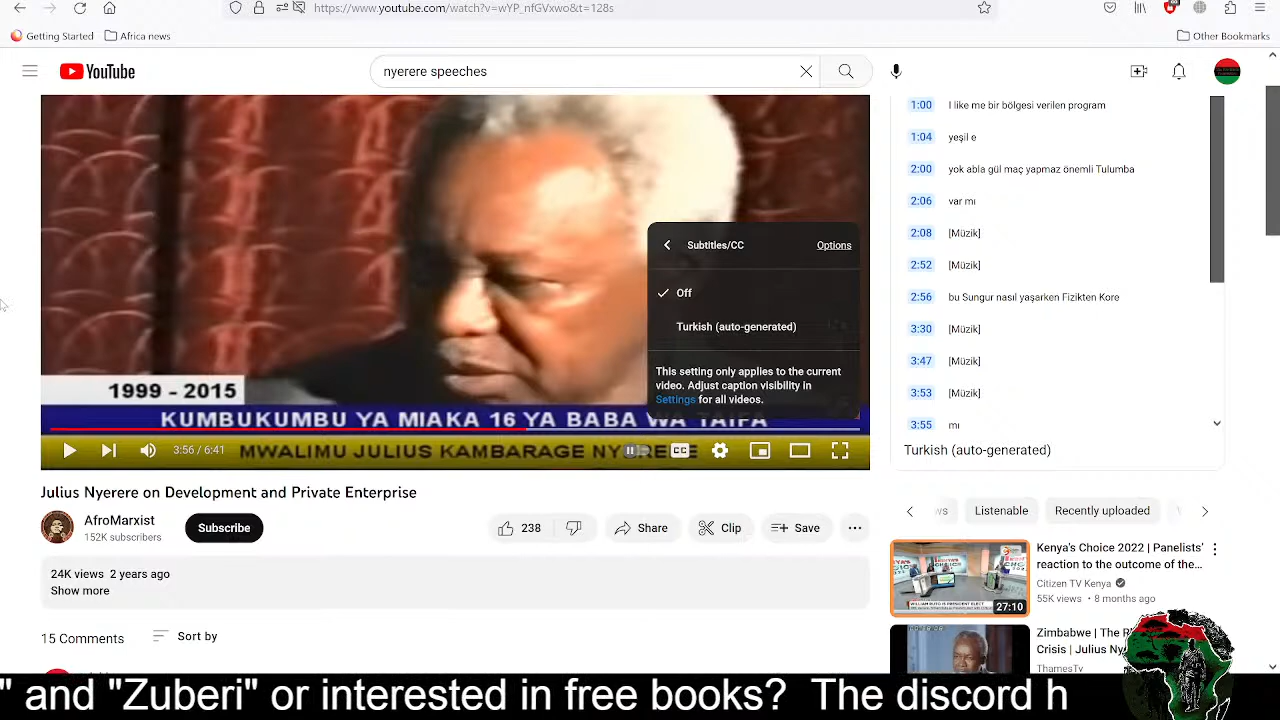 https://www.youtube.com/watch?v=wYP_nfGVxwo&t=128s
Getting Started
Africa news
Other Bookmarks
YouTube
nyerere speeches
1:00 I like me bir bölgesi verilen program
1:04 yeşil e
2:00 yok abla gül maç yapmaz önemli Tulumba
2:06 var mı
2:08 [Müzik]
2:52 [Müzik]
2:56 bu Sungur nasıl yaşarken Fizikten Kore
3:30 [Müzik]
3:47 [Müzik]
3:53 [Müzik]
3:55 mı
Turkish (auto-generated)
Subtitles/CC Options
Off
Turkish (auto-generated)
This setting only applies to the current
video. Adjust caption visibility in
Settings for all videos.
1999 - 2015
KUMBUKUMBU YA MIAKA 16 YA BABA WA TAIFA
3:56 / 6:41
MWALIMU JULIUS KAMBARAGE
CC
Julius Nyerere on Development and Private Enterprise
AfroMarxist
152K subscribers
Subscribe
238
Share
Clip
Save
24K views 2 years ago
Show more
15 Comments
Sort by
ws
Listenable
Recently uploaded
Kenya's Choice 2022 | Panelists'
reaction to the outcome of the...
Citizen TV Kenya
55K views • 8 months ago
WILLIAM RUTO IS PRESIDENT ELECT
27:10
Zimbabwe | The
Crisis | Julius
ThamesTv
" and "Zuberi" or interested in free books? The discord h